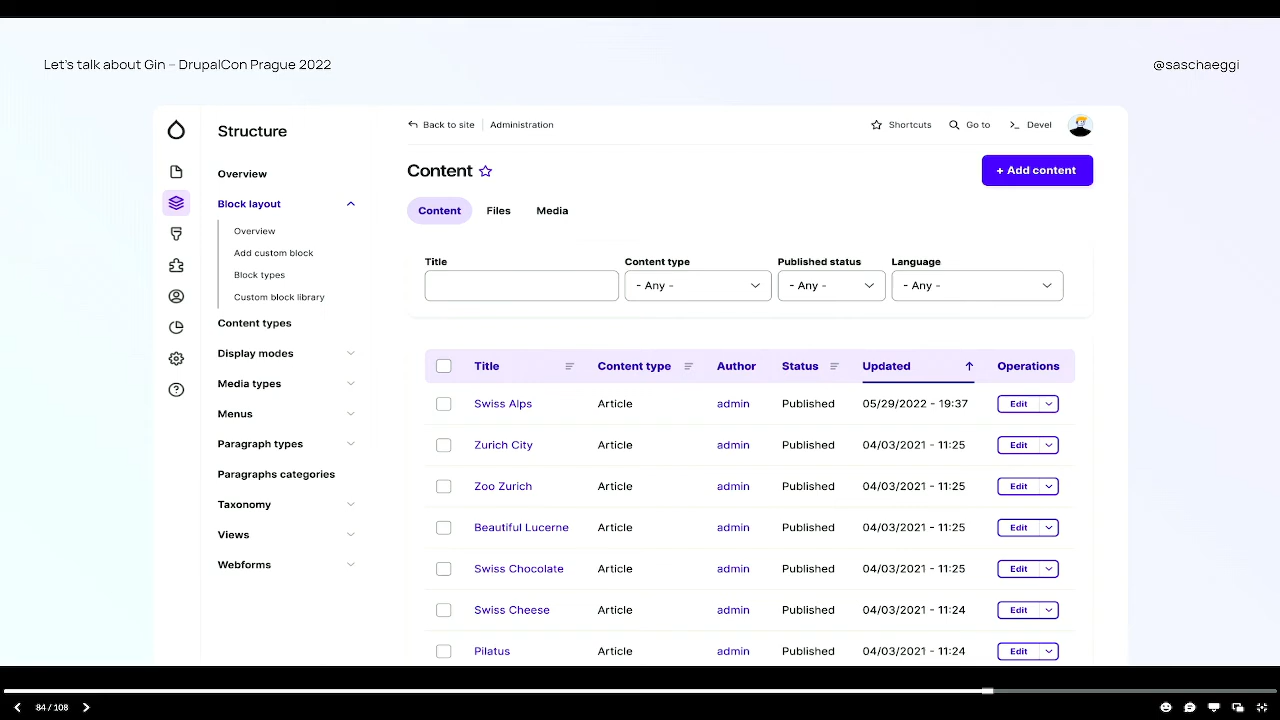 Let's talk about Gin – DrupalCon Prague 2022
@saschaeggi
Structure
Overview
Block layout
Overview
Add custom block
Block types
Custom block library
Content types
Display modes
Media types
Menus
Paragraph types
Paragraphs categories
Taxonomy
Views
Webforms
Back to site
Administration
Shortcuts
Go to
Devel
Content
+ Add content
Content Files Media
Title Content type Published status Language
- Any - - Any - - Any -
Title Content type Author Status Updated Operations
Swiss Alps Article admin Published 05/29/2022 - 19:37 Edit
Zurich City Article admin Published 04/03/2021 - 11:25 Edit
Zoo Zurich Article admin Published 04/03/2021 - 11:25 Edit
Beautiful Lucerne Article admin Published 04/03/2021 - 11:25 Edit
Swiss Chocolate Article admin Published 04/03/2021 - 11:25 Edit
Swiss Cheese Article admin Published 04/03/2021 - 11:24 Edit
Pilatus Article admin Published 04/03/2021 - 11:24 Edit
84 / 108